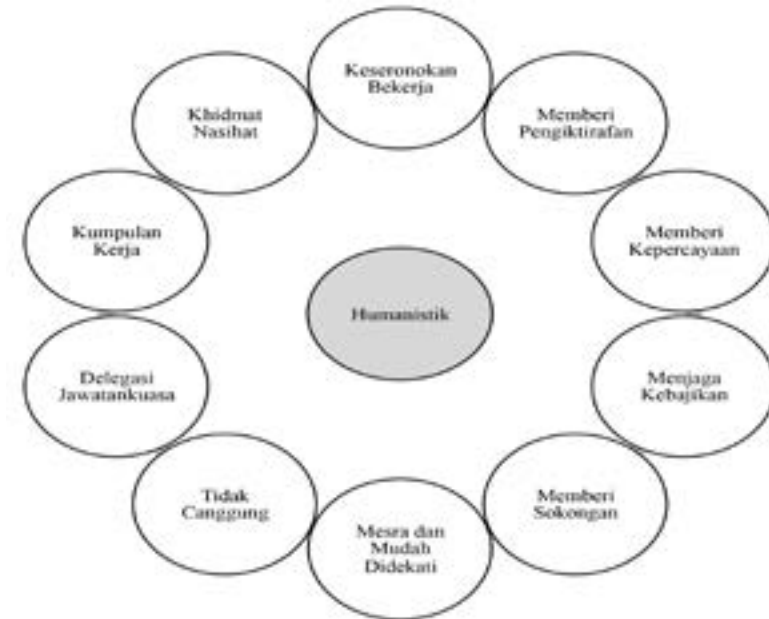 Keseronokan
Bekerja
Memberi
Pengiktirafan
Memberi
Kepercayaan
Menjaga
Kebajikan
Memberi
Sokongan
Mesra dan
Mudah
Didekati
Tidak
Canggung
Delegasi
Jawatankuasa
Kumpulan
Kerja
Khidmat
Nasihat
Humanistik